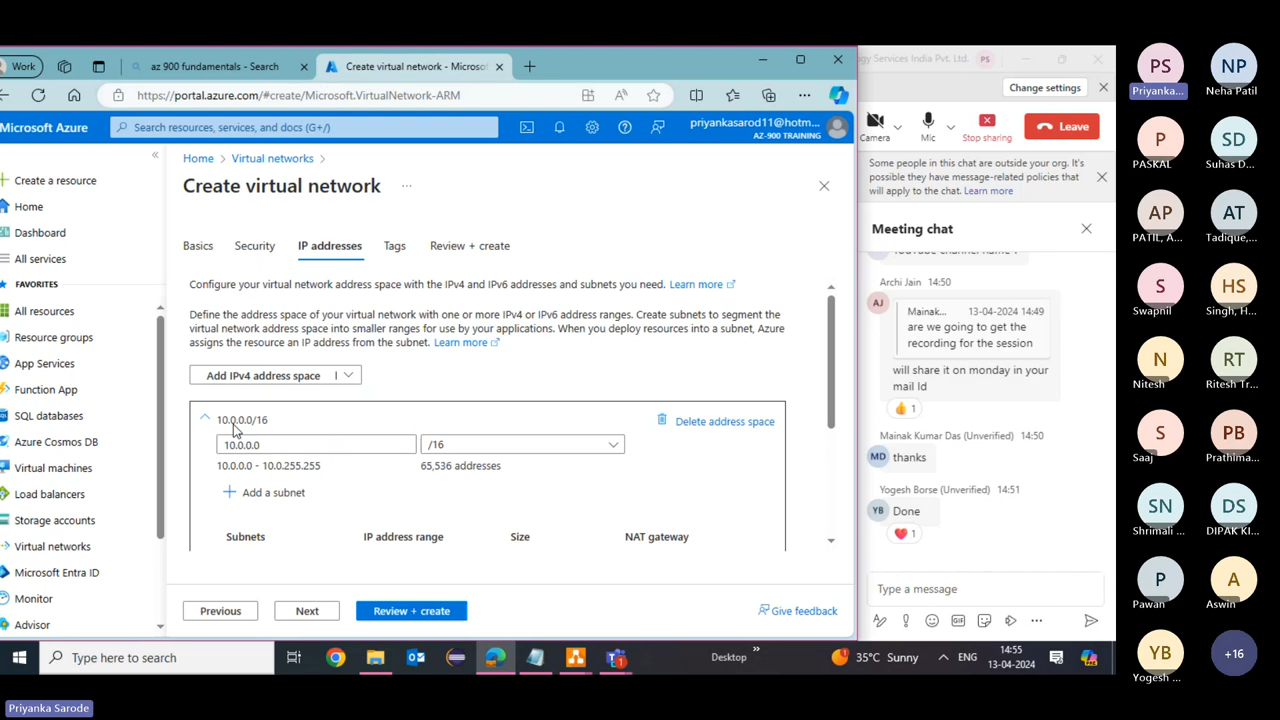 Work
az 900 fundamentals - Search
Create virtual network - Microso
https://portal.azure.com/#create/Microsoft.VirtualNetwork-ARM
Microsoft Azure
Search resources, services, and docs (G+/)
priyankasarod11@hotm...
AZ-900 TRAINING
Create a resource
Home
Dashboard
All services
FAVORITES
All resources
Resource groups
App Services
Function App
SQL databases
Azure Cosmos DB
Virtual machines
Load balancers
Storage accounts
Virtual networks
Microsoft Entra ID
Monitor
Advisor
Home > Virtual networks >
Create virtual network ...
Basics Security IP addresses Tags Review + create
Configure your virtual network address space with the IPv4 and IPv6 addresses and subnets you need. Learn more
Define the address space of your virtual network with one or more IPv4 or IPv6 address ranges. Create subnets to segment the
virtual network address space into smaller ranges for use by your applications. When you deploy resources into a subnet, Azure
assigns the resource an IP address from the subnet. Learn more
Add IPv4 address space
10.0.0.0/16
Delete address space
10.0.0.0
/16
10.0.0.0 - 10.0.255.255
65,536 addresses
+ Add a subnet
Subnets IP address range Size NAT gateway
Previous
Next
Review + create
Give feedback
gy Services India Pvt. Ltd.
PS
Change settings
Camera
Mic
Stop sharing
Leave
Some people in this chat are outside your org. It's
possible they have message-related policies that
will apply to the chat. Learn more
Meeting chat
Archi Jain 14:50
AJ
Mainak... 13-04-2024 14:49
are we going to get the
recording for the session
will share it on monday in your
mail Id
👍 1
Mainak Kumar Das (Unverified) 14:50
MD
thanks
Yogesh Borse (Unverified) 14:51
YB
Done
❤️ 1
Type a message
GIF
Type here to search
1
Desktop
»
35°C Sunny
ENG
14:55
13-04-2024
Priyanka Sarode
PS
Priyanka...
NP
Neha Patil
P
PASKAL
SD
Suhas D...
AP
PATIL, A...
AT
Tadique,...
S
Swapnil
HS
Singh, H...
N
Nitesh
RT
Ritesh Tr...
S
Saaj
PB
Prathima...
SN
Shrimali ...
DS
DIPAK KI...
P
Pawan
A
Aswin
YB
Yogesh ...
+16